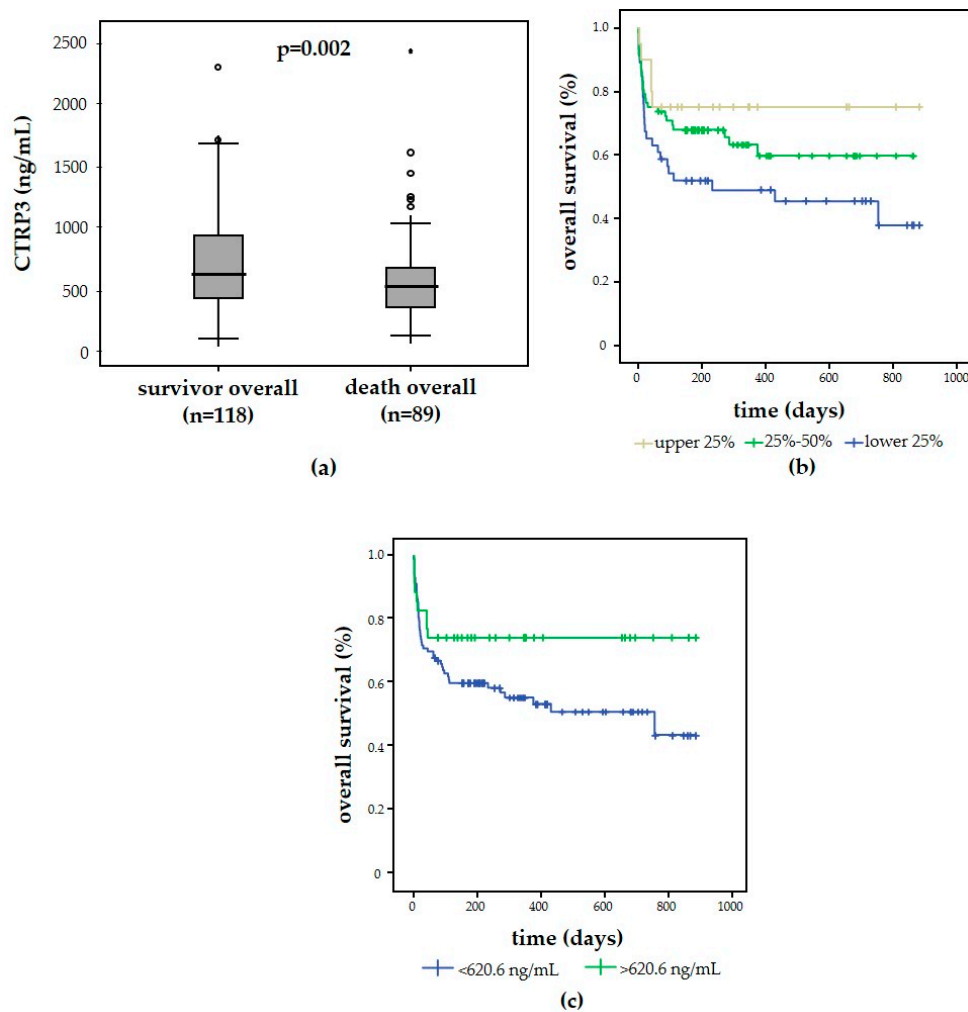 p=0.002
CTRP3 (ng/mL)
2500
2000
1500
1000
500
0
survivor overall
(n=118)
death overall
(n=89)
(a)
overall survival (%)
1.0
0.8
0.6
0.4
0.2
0
0 200 400 600 800 1000
time (days)
upper 25% 25%-50% lower 25%
(b)
overall survival (%)
1.0
0.8
0.6
0.4
0.2
0
0 200 400 600 800 1000
time (days)
<620.6 ng/mL >620.6 ng/mL
(c)